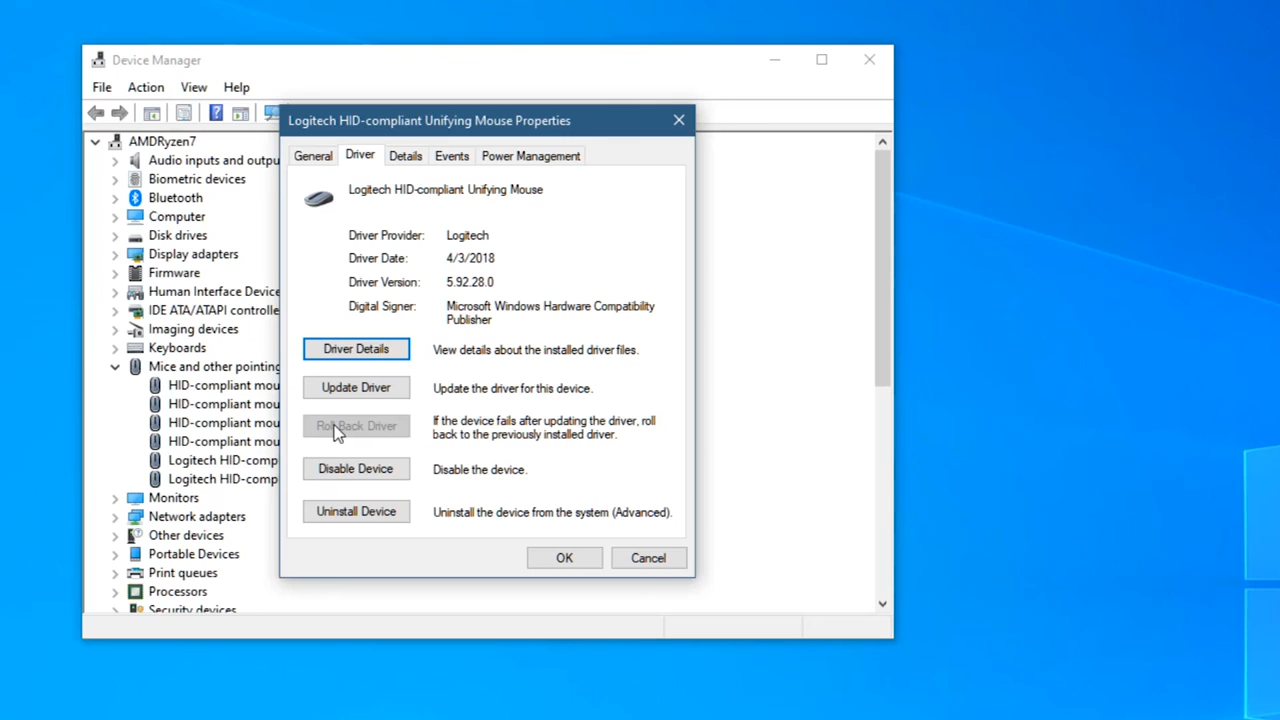 Device Manager
File Action View Help
Logitech HID-compliant Unifying Mouse Properties
General Driver Details Events Power Management
Logitech HID-compliant Unifying Mouse
Driver Provider: Logitech
Driver Date: 4/3/2018
Driver Version: 5.92.28.0
Digital Signer: Microsoft Windows Hardware Compatibility
Publisher
Driver Details View details about the installed driver files.
Update Driver Update the driver for this device.
Roll Back Driver If the device fails after updating the driver, roll
back to the previously installed driver.
Disable Device Disable the device.
Uninstall Device Uninstall the device from the system (Advanced).
OK Cancel
AMDRyzen7
Audio inputs and outpu
Biometric devices
Bluetooth
Computer
Disk drives
Display adapters
Firmware
Human Interface Device
IDE ATA/ATAPI controlle
Imaging devices
Keyboards
Mice and other pointing
HID-compliant mou
HID-compliant mou
HID-compliant mou
HID-compliant mou
Logitech HID-comp
Logitech HID-comp
Monitors
Network adapters
Other devices
Portable Devices
Print queues
Processors
Security devices